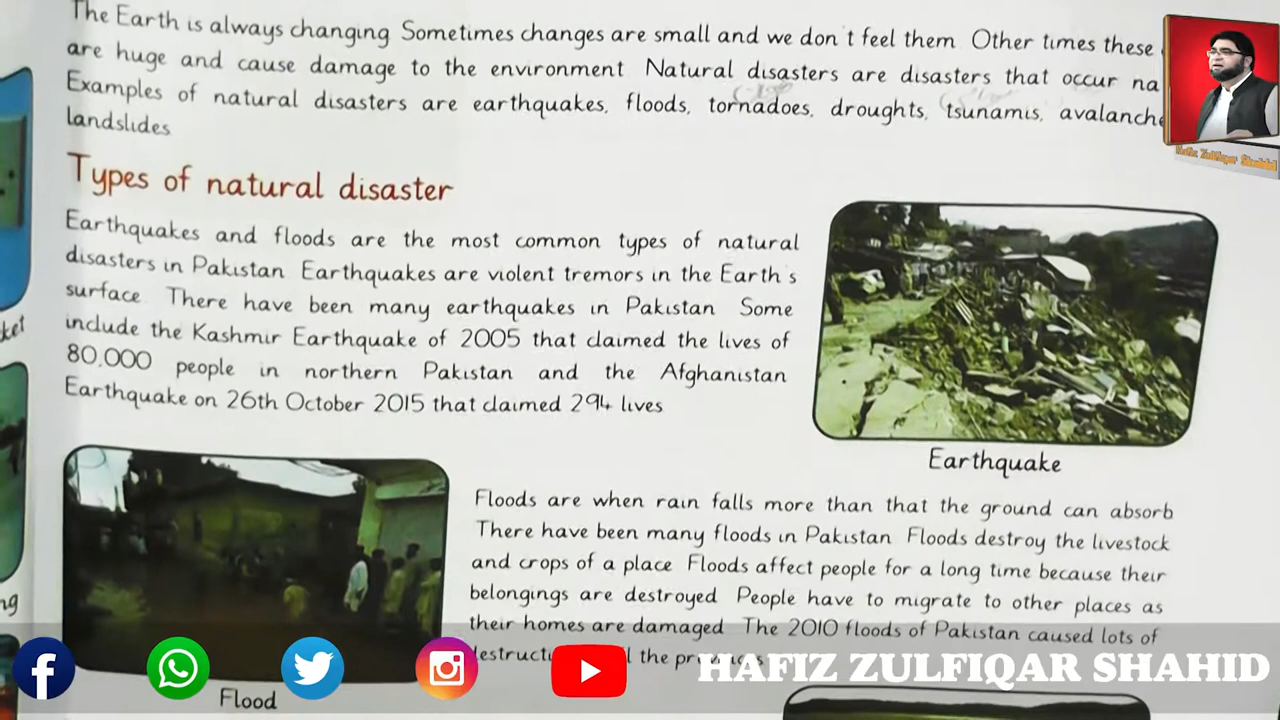 The Earth is always changing Sometimes changes are small and we don't feel them Other times these
are huge and cause damage to the environment Natural disasters are disasters that occur na
Examples of natural disasters are earthquakes, floods, tornadoes, droughts, tsunamis, avalanche
landslides
Types of natural disaster
Earthquakes and floods are the most common types of natural
disasters in Pakistan Earthquakes are violent tremors in the Earth's
surface There have been many earthquakes in Pakistan Some
include the Kashmir Earthquake of 2005 that claimed the lives of
80,000 people in northern Pakistan and the Afghanistan
Earthquake on 26th October 2015 that claimed 294 lives
Earthquake
Floods are when rain falls more than that the ground can absorb
There have been many floods in Pakistan Floods destroy the livestock
and crops of a place Floods affect people for a long time because their
belongings are destroyed People have to migrate to other places as
their homes are damaged The 2010 floods of Pakistan caused lots of
the
Flood
ket
ng
Hafiz Zulfiqar Shahid
HAFIZ ZULFIQAR SHAHID